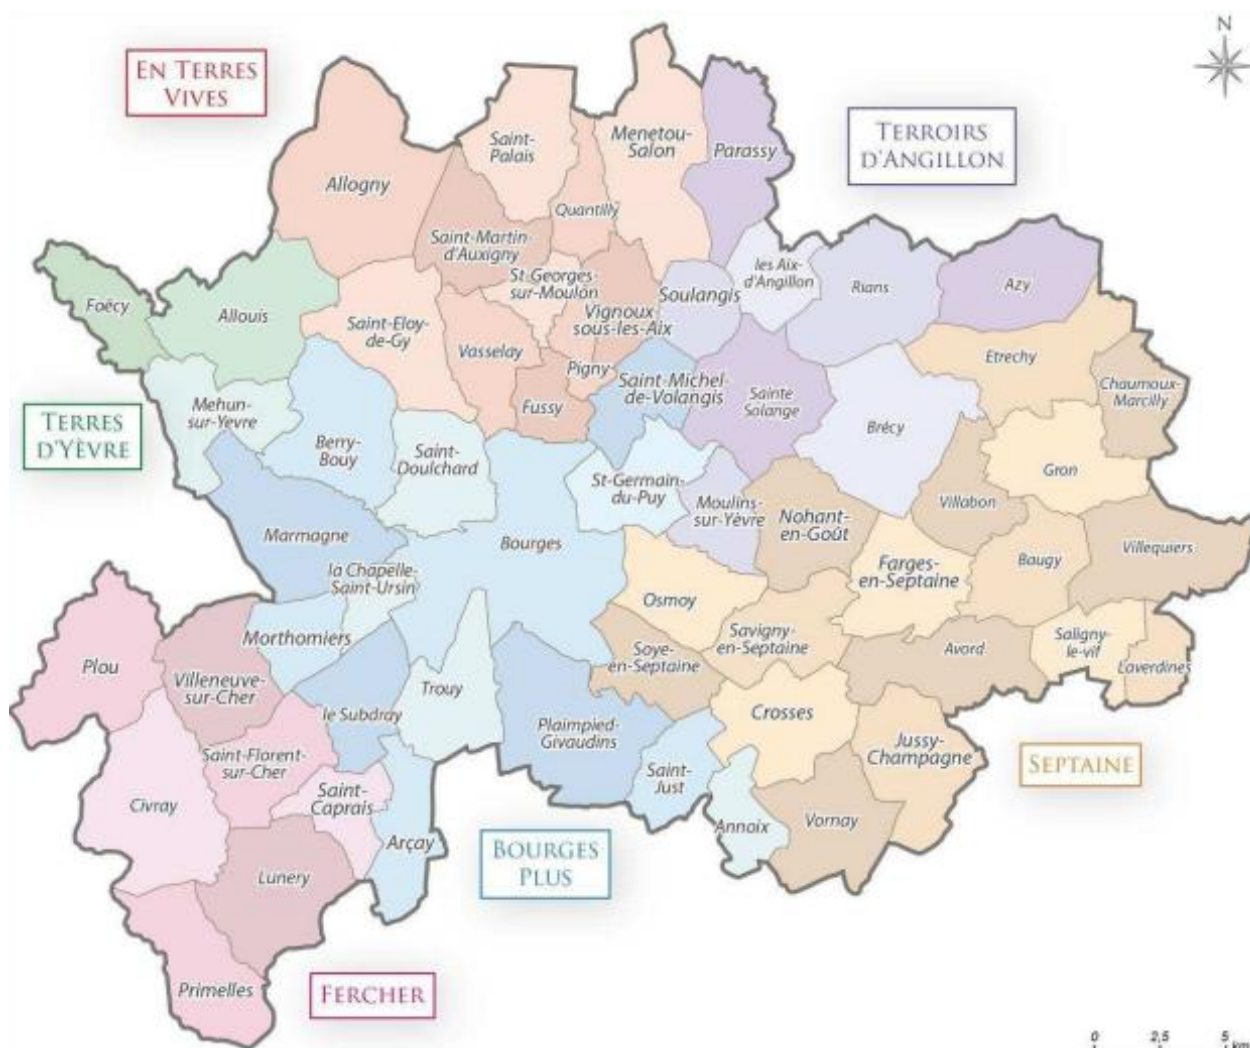 N
EN TERRES
VIVES
TERROIRS
D'ANGILLON
Saint-
Palais
Menetou-
Salon
Parassy
Allogny
Quantilly
Saint-Martin-
d'Auxigny
St-Georges-
sur-Moulon
les Aix-
d'Angillon
Soulangis
Rians
Azy
Foëcy
Allouis
Saint-Eloy-
de-Gy
Vignoux
sous-les-Aix
Vasselay
Etrechy
Pigny
Saint-Michel-
de-Volangis
Chaumoux-
Marcilly
TERRES
D'YÈVRE
Mehun-
sur-Yevre
Fussy
Sainte
Solange
Brécy
Berry-
Bouy
Saint-
Doulchard
Gron
St-Germain-
du-Puy
Moulins-
sur-Yèvre
Nohant-
en-Goût
Villabon
Marmagne
Bourges
Villequiers
la Chapelle-
Saint-Ursin
Farges-
en-Septaine
Baugy
Osmoy
Morthomiers
Savigny-
en-Septaine
Soye-
en-Septaine
Avord
Saligny-
le-vif
Laverdines
Plou
Villeneuve-
sur-Cher
Trouy
le Subdray
Crosses
Plaimpied-
Givaudins
Jussy-
Champagne
SEPTAINE
Saint-Florent-
sur-Cher
Saint-
Just
Saint-
Caprais
Civray
Annoix
Vornay
Arçay
BOURGES
PLUS
Lunery
Primelles
FERCHER
0 2,5 5
km